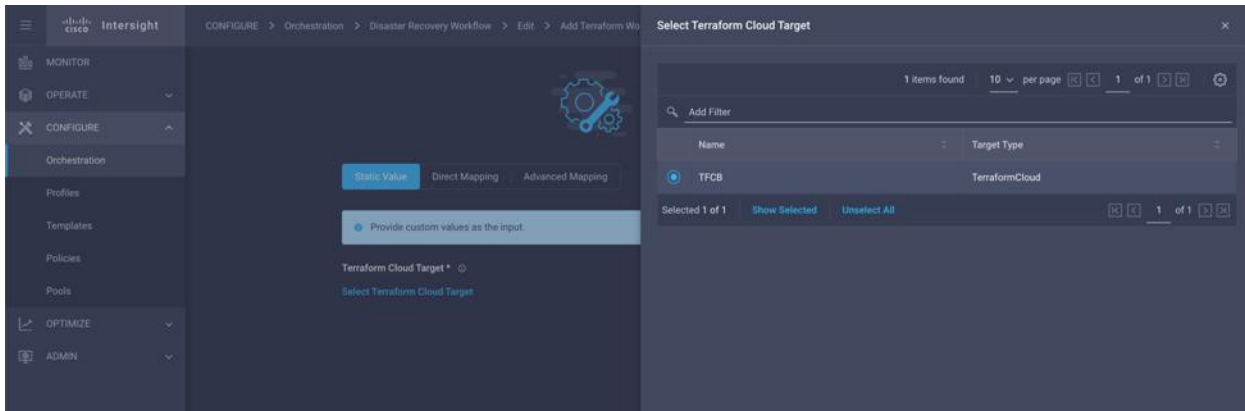 cisco Intersight
CONFIGURE > Orchestration > Disaster Recovery Workflow > Edit > Add Terraform Wo
MONITOR
OPERATE
CONFIGURE
Orchestration
Profiles
Templates
Policies
Pools
OPTIMIZE
ADMIN
Static Value Direct Mapping Advanced Mapping
Provide custom values as the input.
Terraform Cloud Target *
Select Terraform Cloud Target
Select Terraform Cloud Target
1 items found 10 per page 1 of 1
Add Filter
Name Target Type
TFCB TerraformCloud
Selected 1 of 1 Show Selected Unselect All 1 of 1